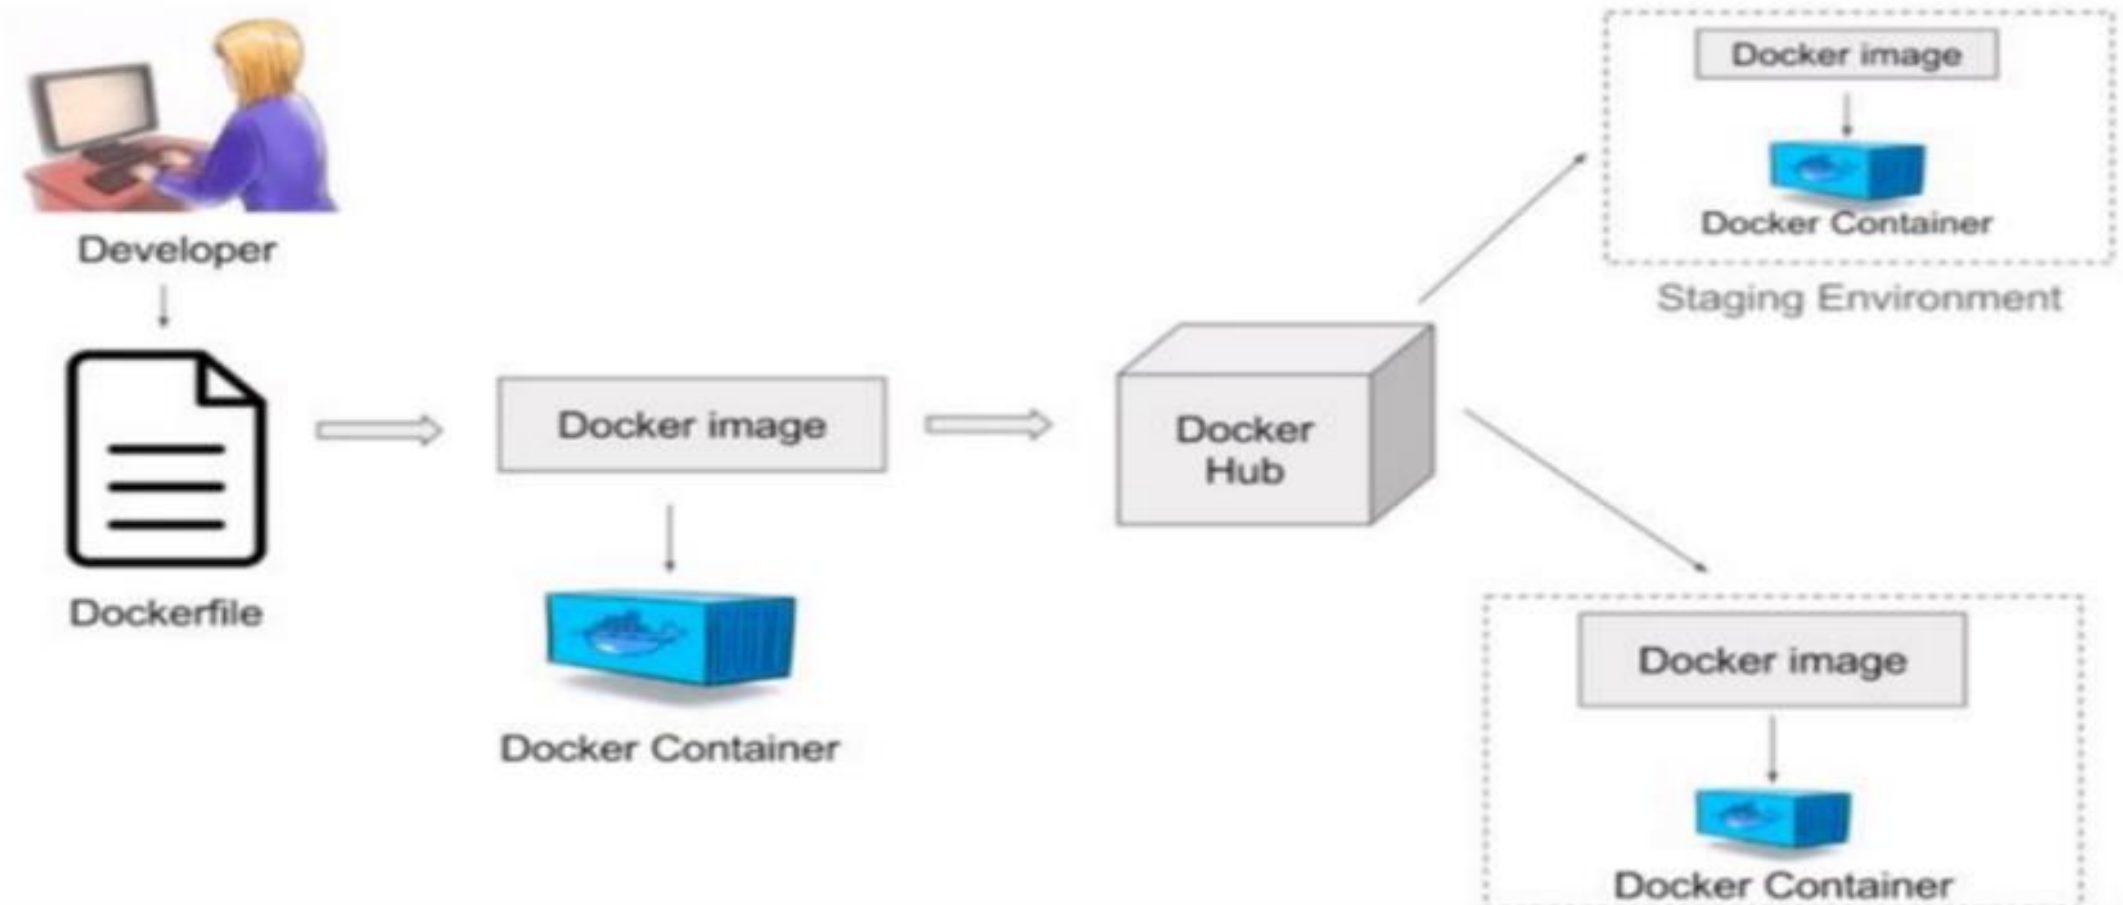 Developer
Dockerfile
Docker image
Docker Container
Docker
Hub
Docker image
Docker Container
Staging Environment
Docker image
Docker Container